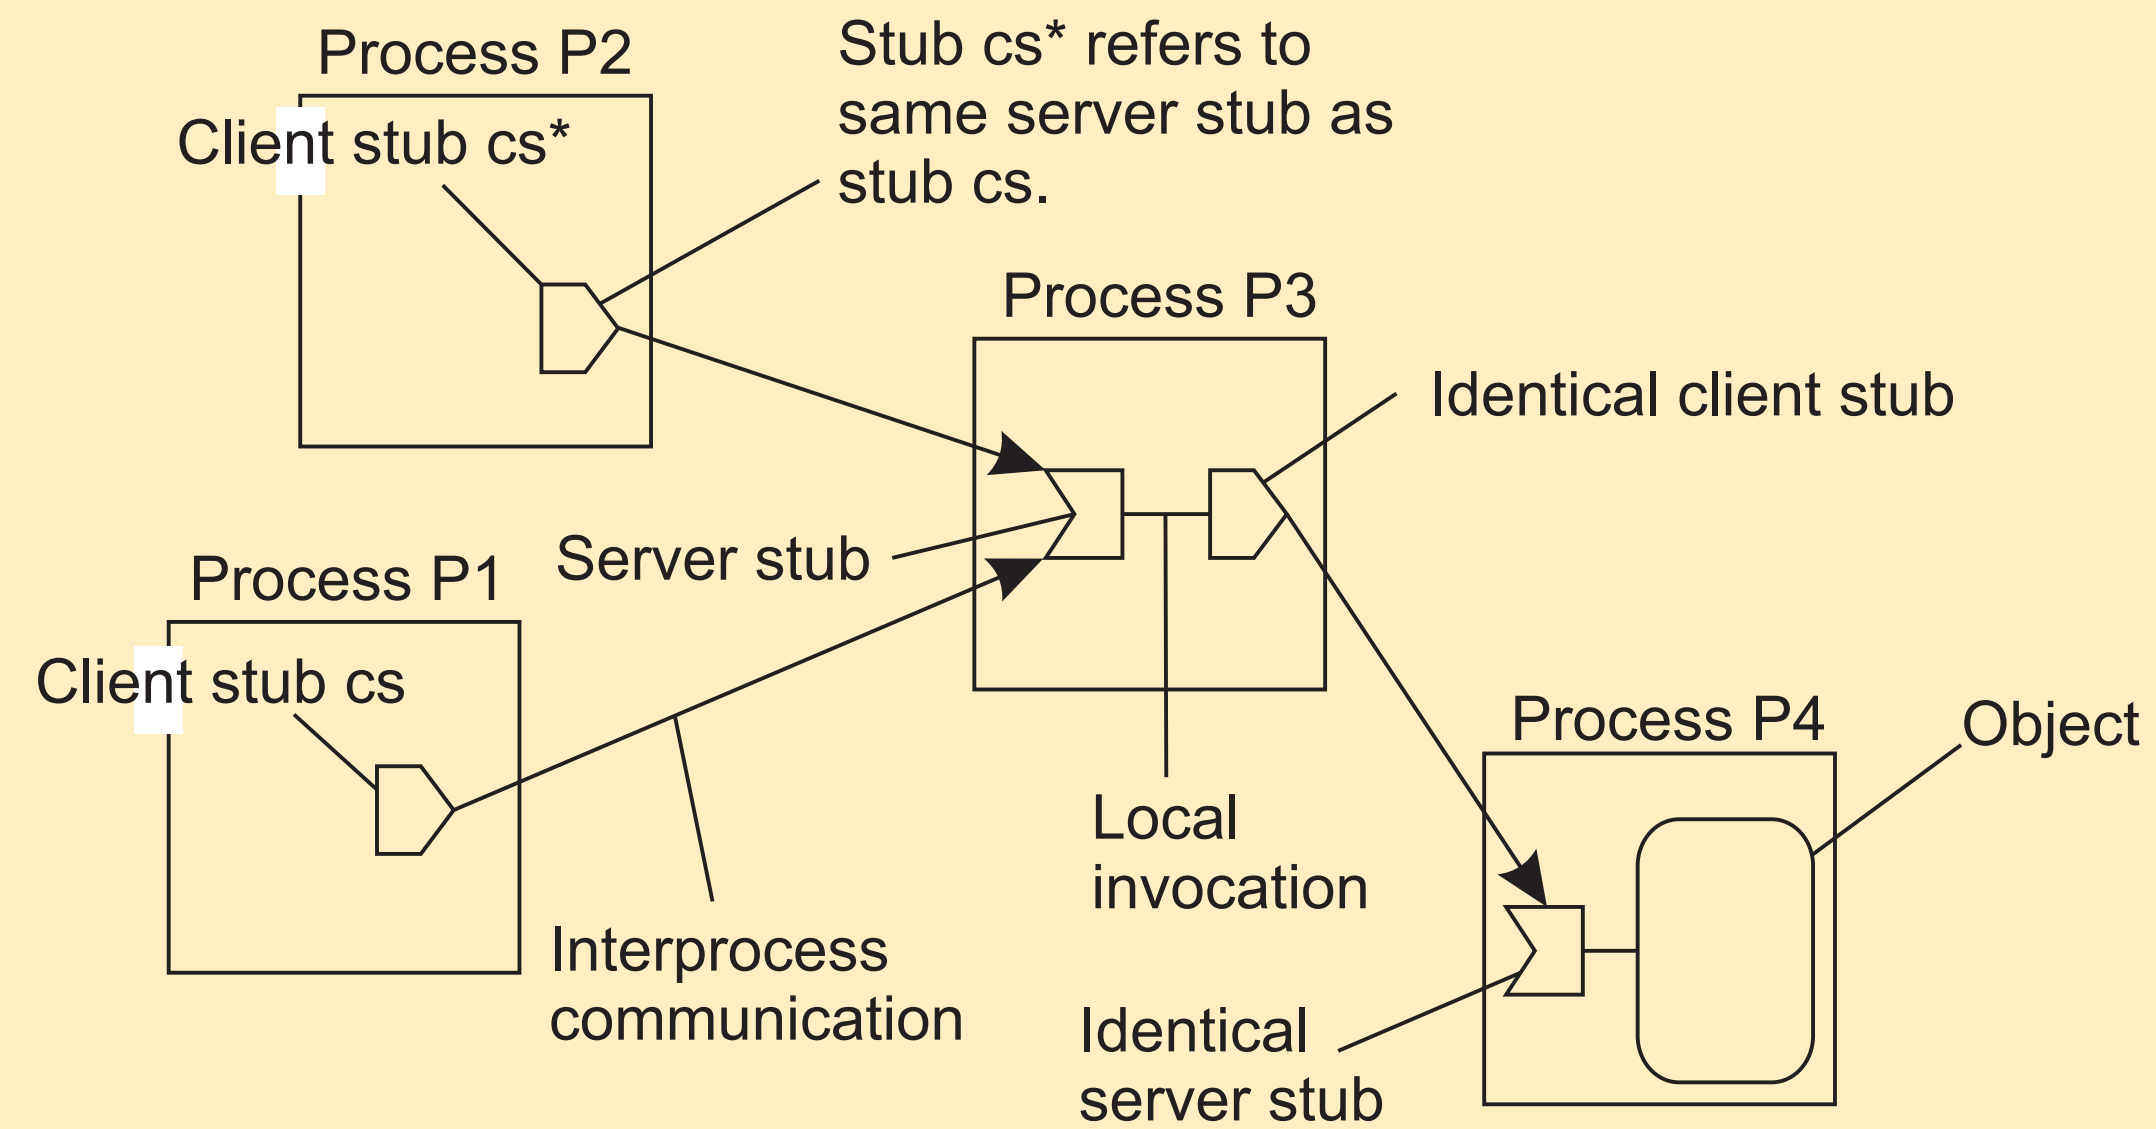 Process P2
Client stub cs*
Stub cs* refers to
same server stub as
stub cs.
Process P3
Identical client stub
Server stub
Process P1
Client stub cs
Process P4
Object
Local
invocation
Interprocess
communication
Identical
server stub